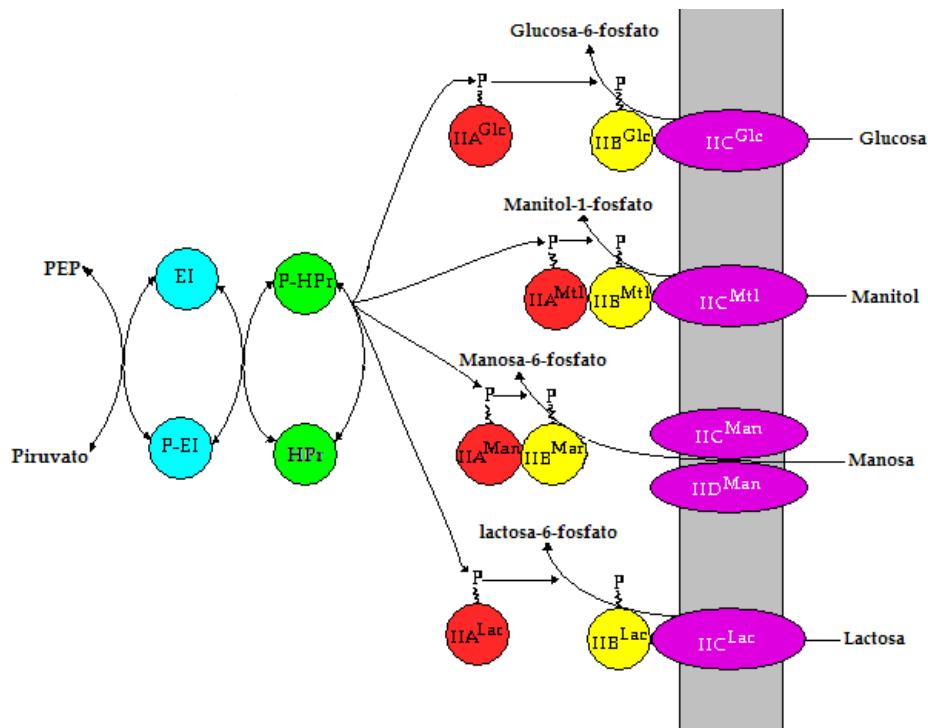 Glucosa-6-fosfato
P
P
IIA^Glc
IIB^Glc
IIC^Glc
Glucosa
Manitol-1-fosfato
P
P
PEP
EI
P-HPr
IIA^Mtl
IIB^Mtl
IIC^Mtl
Manitol
Manosa-6-fosfato
P
P
IIC^Man
Piruvato
P-EI
HPr
IIA^Man
IIB^Man
Manosa
IID^Man
lactosa-6-fosfato
P
P
IIA^Lac
IIB^Lac
IIC^Lac
Lactosa